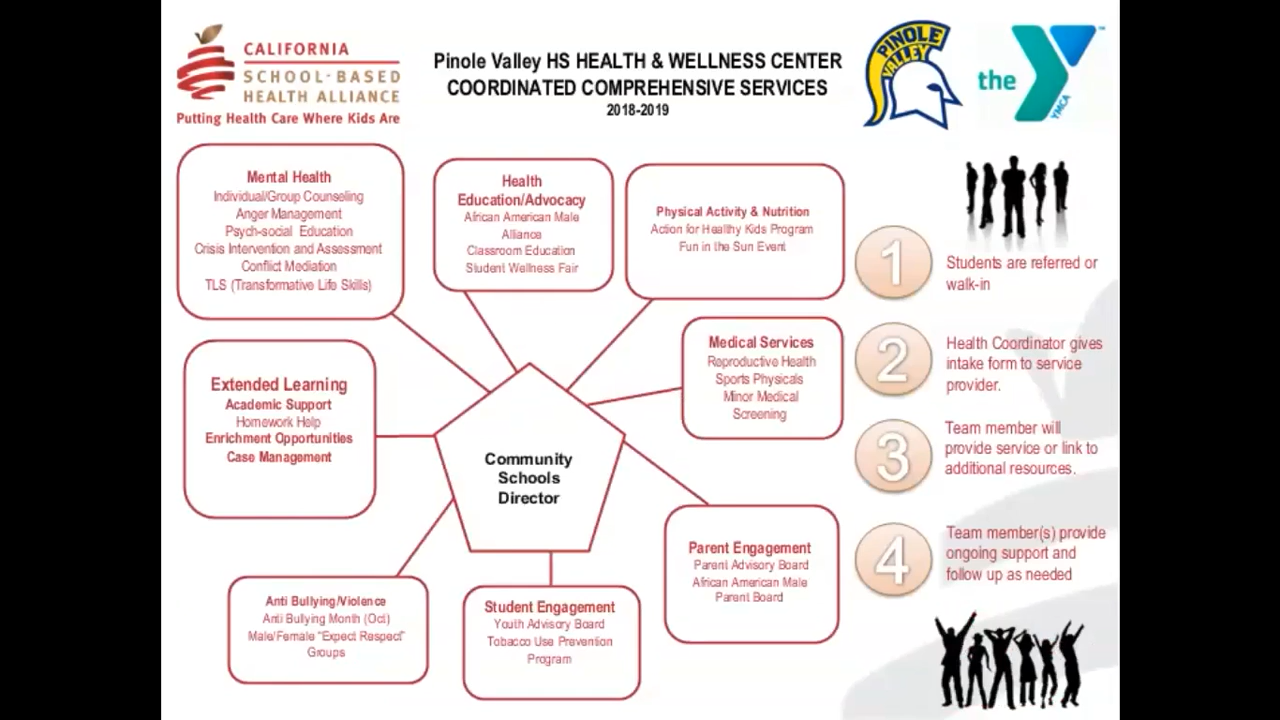 CALIFORNIA
SCHOOL-BASED
HEALTH ALLIANCE
Putting Health Care Where Kids Are
Pinole Valley HS HEALTH & WELLNESS CENTER
COORDINATED COMPREHENSIVE SERVICES
2018-2019
PINOLE
VALLEY
the
YMCA
Mental Health
Individual/Group Counseling
Anger Management
Psych-social Education
Crisis Intervention and Assessment
Conflict Mediation
TLS (Transformative Life Skills)
Health
Education/Advocacy
African American Male
Alliance
Classroom Education
Student Wellness Fair
Physical Activity & Nutrition
Action for Healthy Kids Program
Fun in the Sun Event
Medical Services
Reproductive Health
Sports Physicals
Minor Medical
Screening
Extended Learning
Academic Support
Homework Help
Enrichment Opportunities
Case Management
Community
Schools
Director
Parent Engagement
Parent Advisory Board
African American Male
Parent Board
Anti Bullying/Violence
Anti Bullying Month (Oct)
Male/Female “Expect Respect”
Groups
Student Engagement
Youth Advisory Board
Tobacco Use Prevention
Program
1
Students are referred or
walk-in
2
Health Coordinator gives
intake form to service
provider.
3
Team member will
provide service or link to
additional resources.
4
Team member(s) provide
ongoing support and
follow up as needed